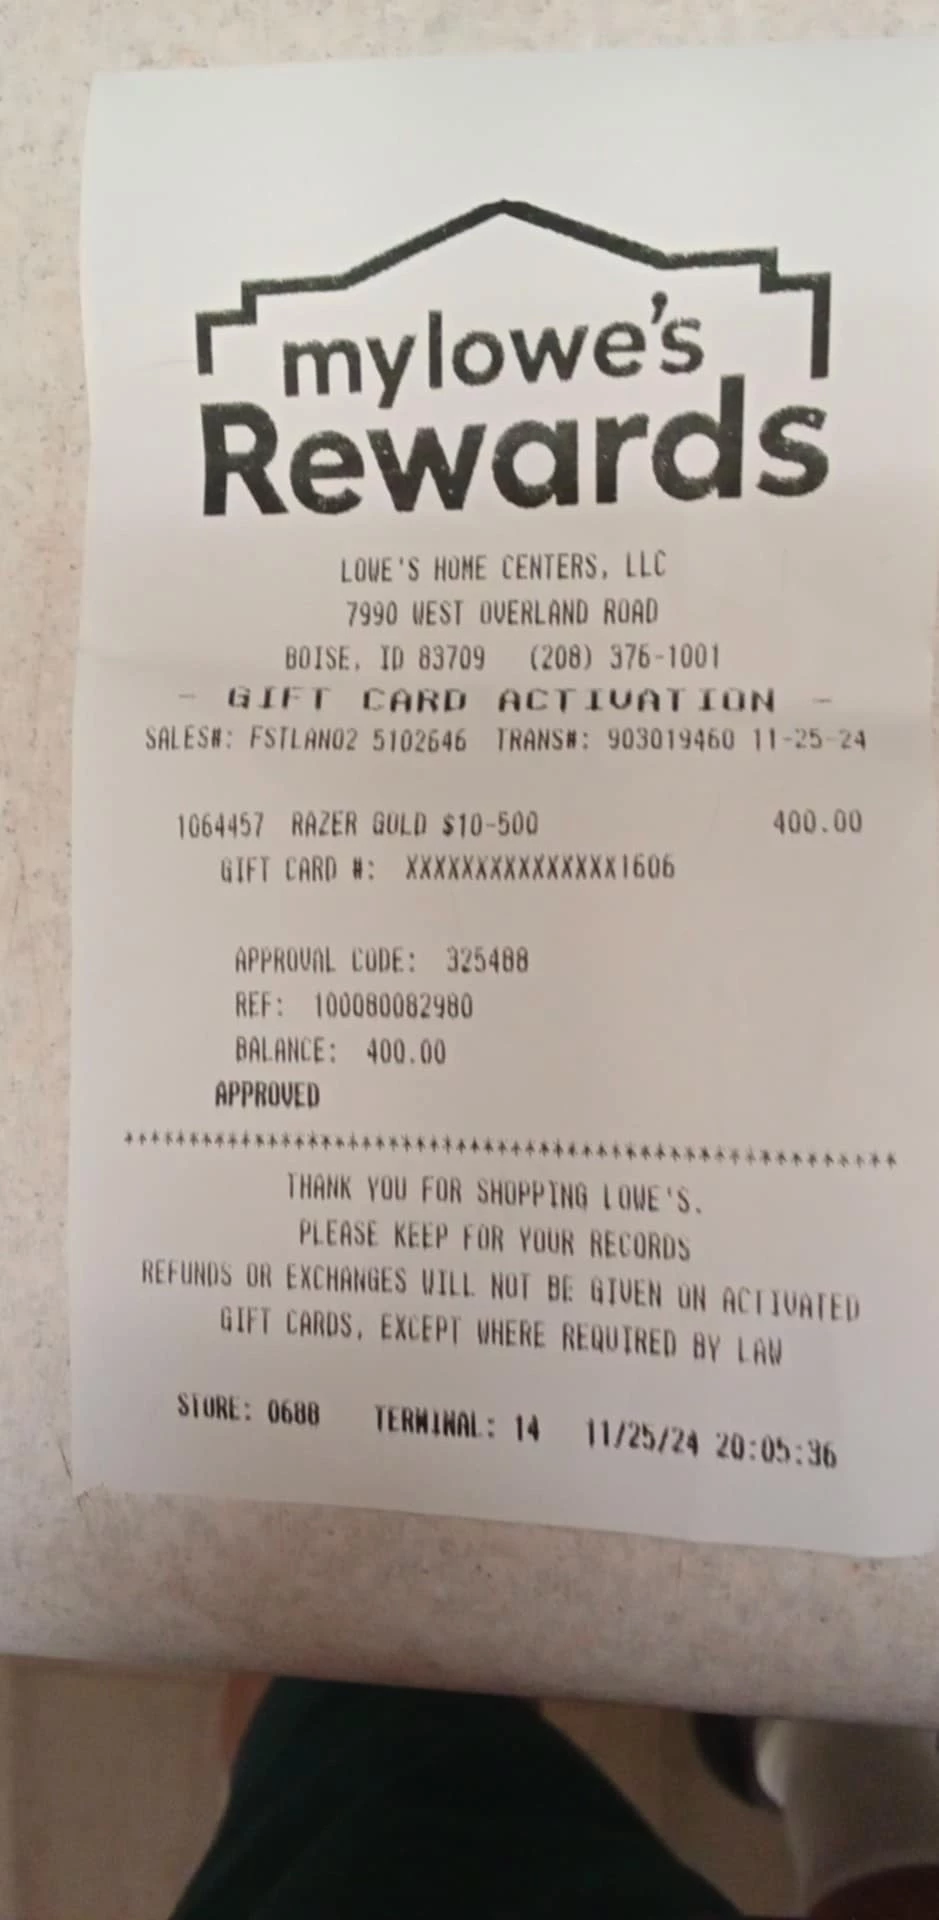 mylowe's
Rewards
LOWE'S HOME CENTERS, LLC
7990 WEST OVERLAND ROAD
BOISE, ID 83709 (208) 376-1001
- GIFT CARD ACTIVATION -
SALES#: FSTLAN02 5102646 TRANS#: 903019460 11-25-24
1064457 RAZER GOLD $10-500 400.00
GIFT CARD #: XXXXXXXXXXXXXXX1606
APPROVAL CODE: 325488
REF: 100080082980
BALANCE: 400.00
APPROVED
************************************************************
THANK YOU FOR SHOPPING LOWE'S.
PLEASE KEEP FOR YOUR RECORDS
REFUNDS OR EXCHANGES WILL NOT BE GIVEN ON ACTIVATED
GIFT CARDS, EXCEPT WHERE REQUIRED BY LAW
STORE: 0688 TERMINAL: 14 11/25/24 20:05:36